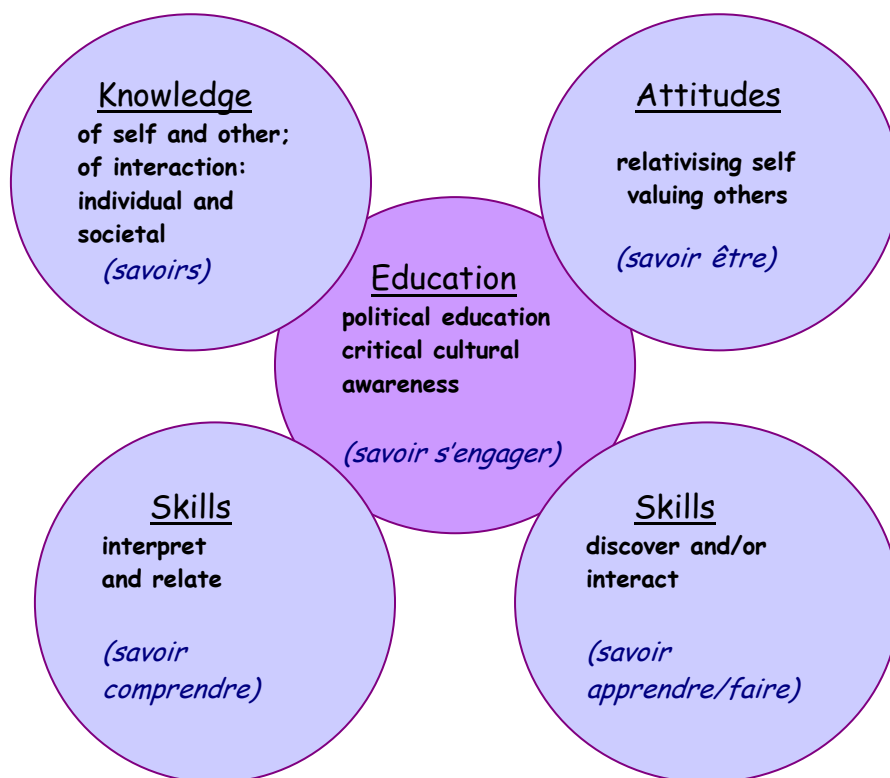 Knowledge
of self and other;
of interaction:
individual and
societal
(savoirs)
Attitudes
relativising self
valuing others
(savoir être)
Education
political education
critical cultural
awareness
(savoir s'engager)
Skills
interpret
and relate
(savoir
comprendre)
Skills
discover and/or
interact
(savoir
apprendre/faire)